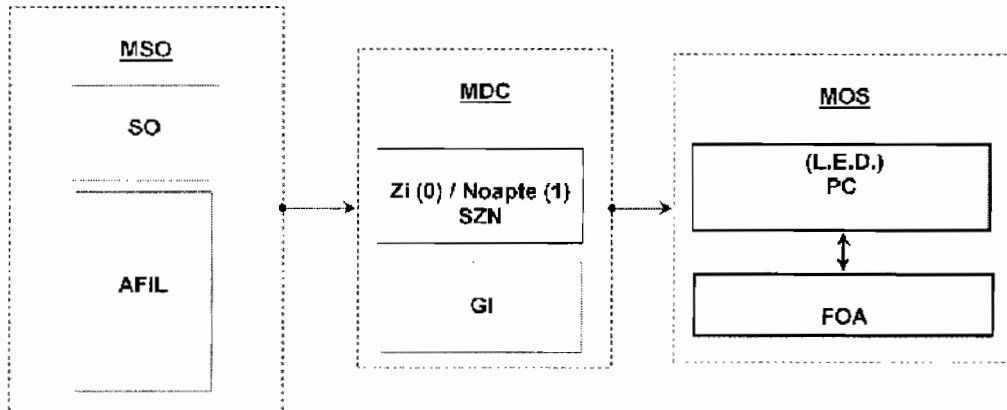 MSO
SO
AFIL
MDC
Zi (0) / Noapte (1)
SZN
GI
MOS
(L.E.D.)
PC
FOA